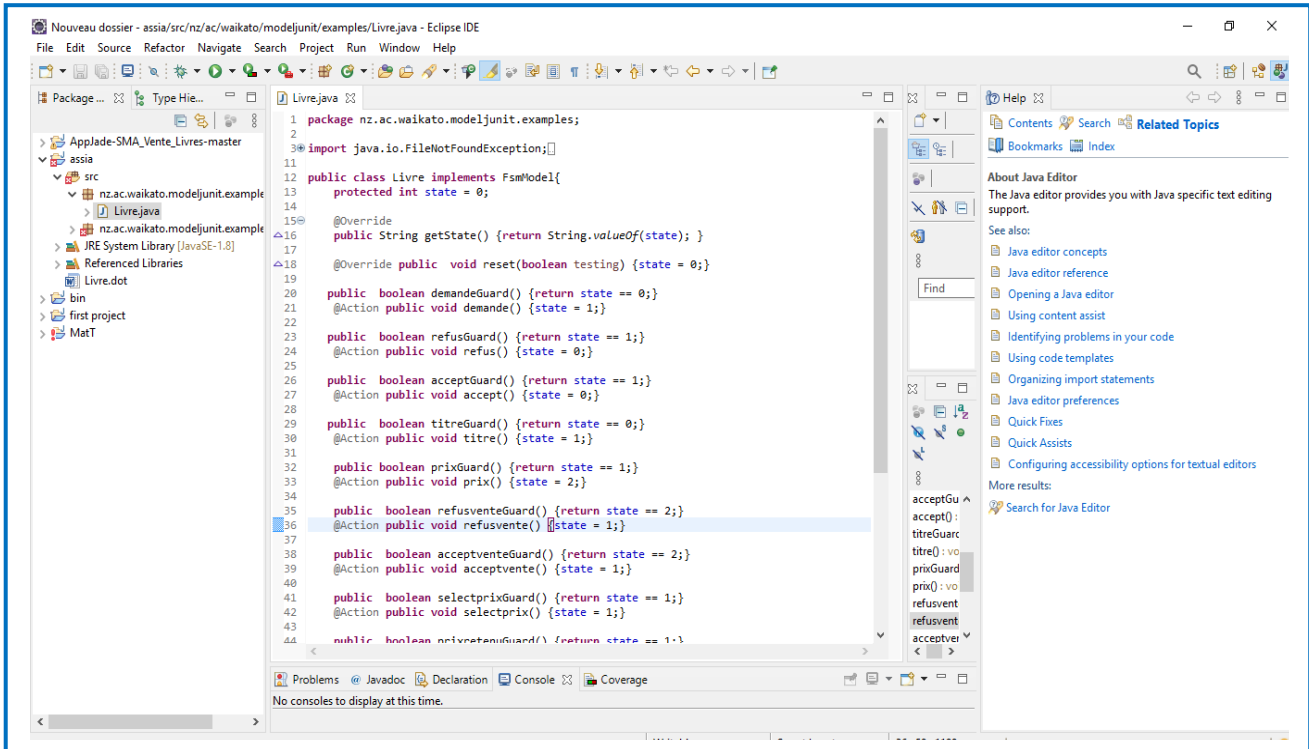 Nouveau dossier - assia/src/nz/ac/waikato/modeljunit/examples/Livre.java - Eclipse IDE
File Edit Source Refactor Navigate Search Project Run Window Help
Package... Type Hie...
AppJade-SMA_Vente_Livres-master
assia
src
nz.ac.waikato.modeljunit.example
Livre.java
nz.ac.waikato.modeljunit.example
JRE System Library [JavaSE-1.8]
Referenced Libraries
Livre.dot
bin
first project
MatT
Livre.java
1 package nz.ac.waikato.modeljunit.examples;
2
3 import java.io.FileNotFoundException;
11
12 public class Livre implements FsmModel{
13 protected int state = 0;
14
15 @Override
16 public String getState() {return String.valueOf(state); }
17
18 @Override public void reset(boolean testing) {state = 0;}
19
20 public boolean demandeGuard() {return state == 0;}
21 @Action public void demande() {state = 1;}
22
23 public boolean refusGuard() {return state == 1;}
24 @Action public void refus() {state = 0;}
25
26 public boolean acceptGuard() {return state == 1;}
27 @Action public void accept() {state = 0;}
28
29 public boolean titreGuard() {return state == 0;}
30 @Action public void titre() {state = 1;}
31
32 public boolean prixGuard() {return state == 1;}
33 @Action public void prix() {state = 2;}
34
35 public boolean refusventeGuard() {return state == 2;}
36 @Action public void refusvente() {state = 1;}
37
38 public boolean acceptventeGuard() {return state == 2;}
39 @Action public void acceptvente() {state = 1;}
40
41 public boolean selectprixGuard() {return state == 1;}
42 @Action public void selectprix() {state = 1;}
43
44 public boolean prixretenuGuard() {return state == 1;}
Find
acceptGu
accept() :
titreGuard
titre() : vo
prixGuard
prix() : vo
refusvent
refusvent
acceptver
Help
Contents Search Related Topics
Bookmarks Index
About Java Editor
The Java editor provides you with Java specific text editing
support.
See also:
Java editor concepts
Java editor reference
Opening a Java editor
Using content assist
Identifying problems in your code
Using code templates
Organizing import statements
Java editor preferences
Quick Fixes
Quick Assists
Configuring accessibility options for textual editors
More results:
Search for Java Editor
Problems @ Javadoc Declaration Console Coverage
No consoles to display at this time.